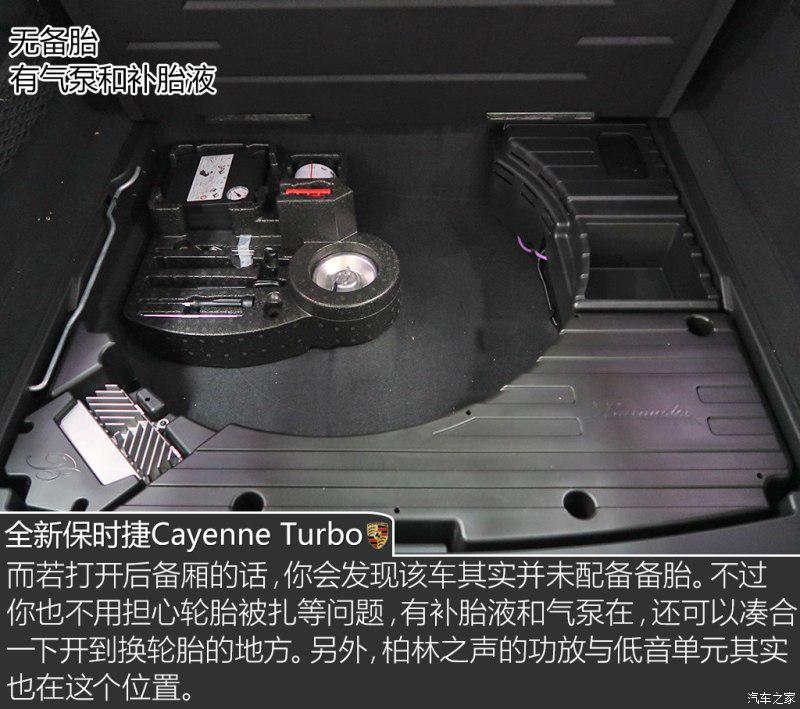 无备胎
有气泵和补胎液
全新保时捷Cayenne Turbo
而若打开后备厢的话,你会发现该车其实并未配备备胎。不过
你也不用担心轮胎被扎等问题,有补胎液和气泵在,还可以凑合
一下开到换轮胎的地方。另外,柏林之声的功放与低音单元其实
也在这个位置。
汽车之家